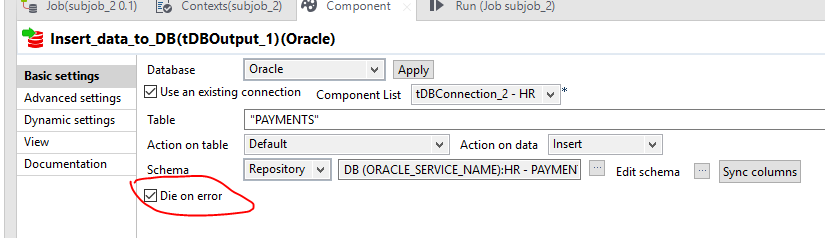 Job(subjob_2 0.1) Contexts(subjob_2) Component Run (Job subjob_2)
Insert_data_to_DB(tDBOutput_1)(Oracle)
Basic settings
Advanced settings
Dynamic settings
View
Documentation
Database Oracle Apply
Use an existing connection Component List tDBConnection_2 - HR *
Table "PAYMENTS"
Action on table Default Action on data Insert
Schema Repository DB (ORACLE_SERVICE_NAME):HR - PAYMEN ... Edit schema ... Sync columns
Die on error